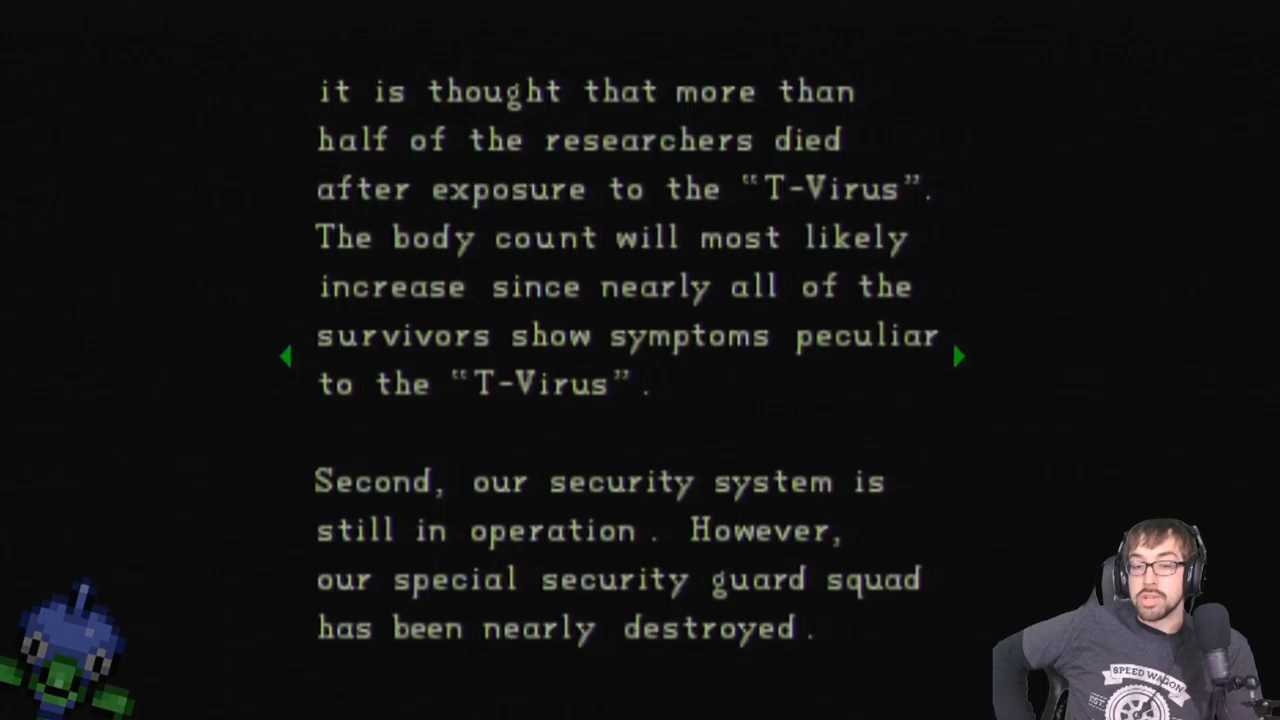 it is thought that more than
half of the researchers died
after exposure to the “T-Virus”.
The body count will most likely
increase since nearly all of the
survivors show symptoms peculiar
to the “T-Virus” .
Second, our security system is
still in operation . However,
our special security guard squad
has been nearly destroyed .
SPEED WAGON
EST.